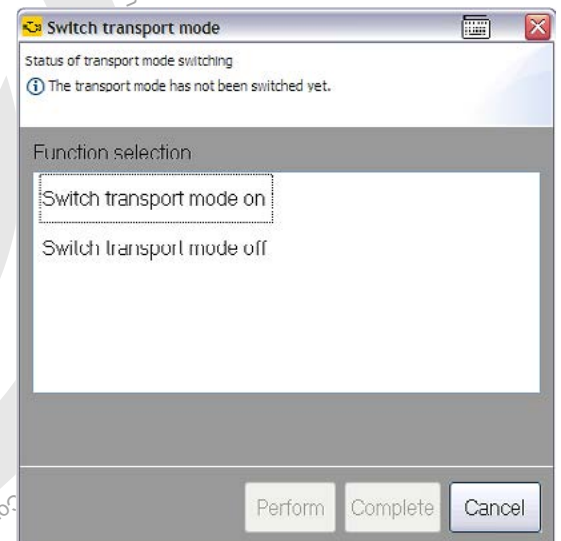 Switch transport mode
Status of transport mode switching
The transport mode has not been switched yet.
Function selection
Switch transport mode on
Switch transport mode off
Perform Complete Cancel